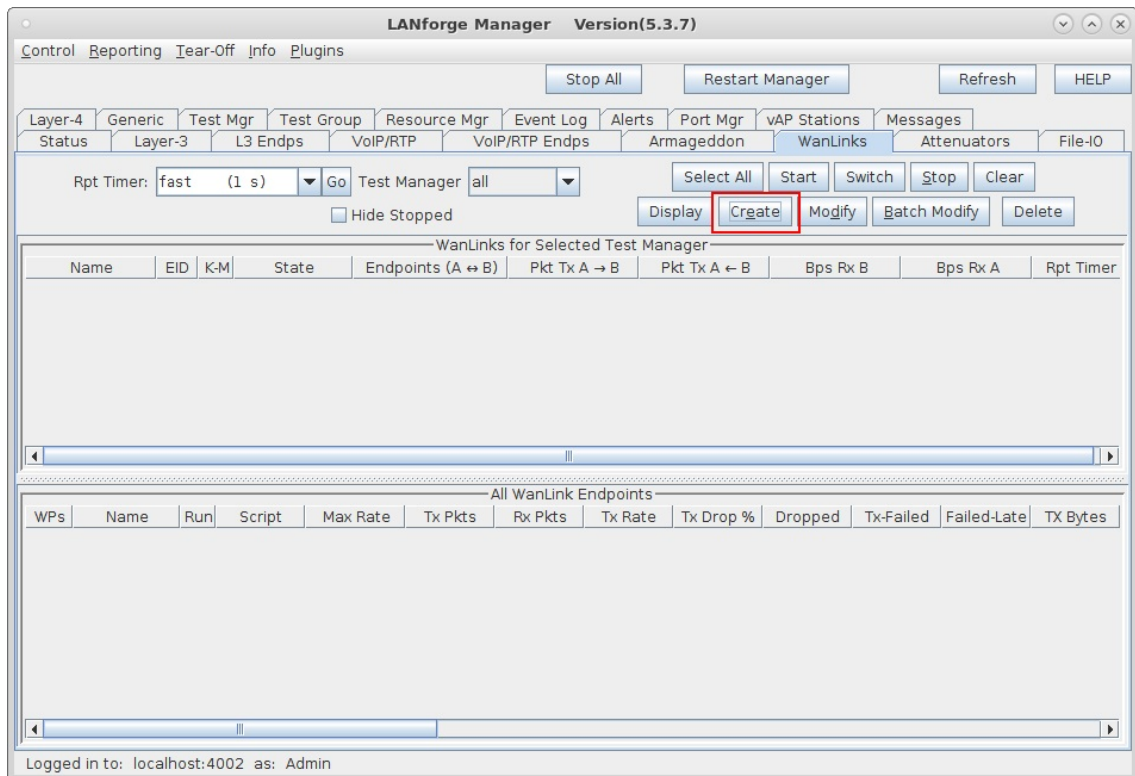 LANforge Manager Version(5.3.7)
Control Reporting Tear-Off Info Plugins
Stop All Restart Manager Refresh HELP
Layer-4 Generic Test Mgr Test Group Resource Mgr Event Log Alerts Port Mgr vAP Stations Messages
Status Layer-3 L3 Endps VoIP/RTP VoIP/RTP Endps Armageddon WanLinks Attenuators File-IO
Rpt Timer: fast (1 s) Go Test Manager all Select All Start Switch Stop Clear
Hide Stopped Display Create Modify Batch Modify Delete
WanLinks for Selected Test Manager
Name EID K-M State Endpoints (A ↔ B) Pkt Tx A → B Pkt Tx A ← B Bps Rx B Bps Rx A Rpt Timer
All WanLink Endpoints
WPs Name Run Script Max Rate Tx Pkts Rx Pkts Tx Rate Tx Drop % Dropped Tx-Failed Failed-Late TX Bytes
Logged in to: localhost:4002 as: Admin